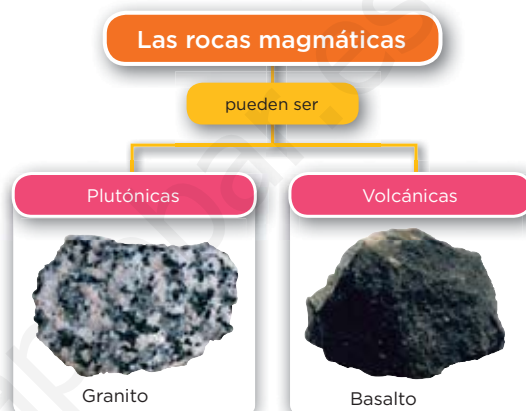 Las rocas magmáticas
pueden ser
Plutónicas
Volcánicas
Granito
Basalto